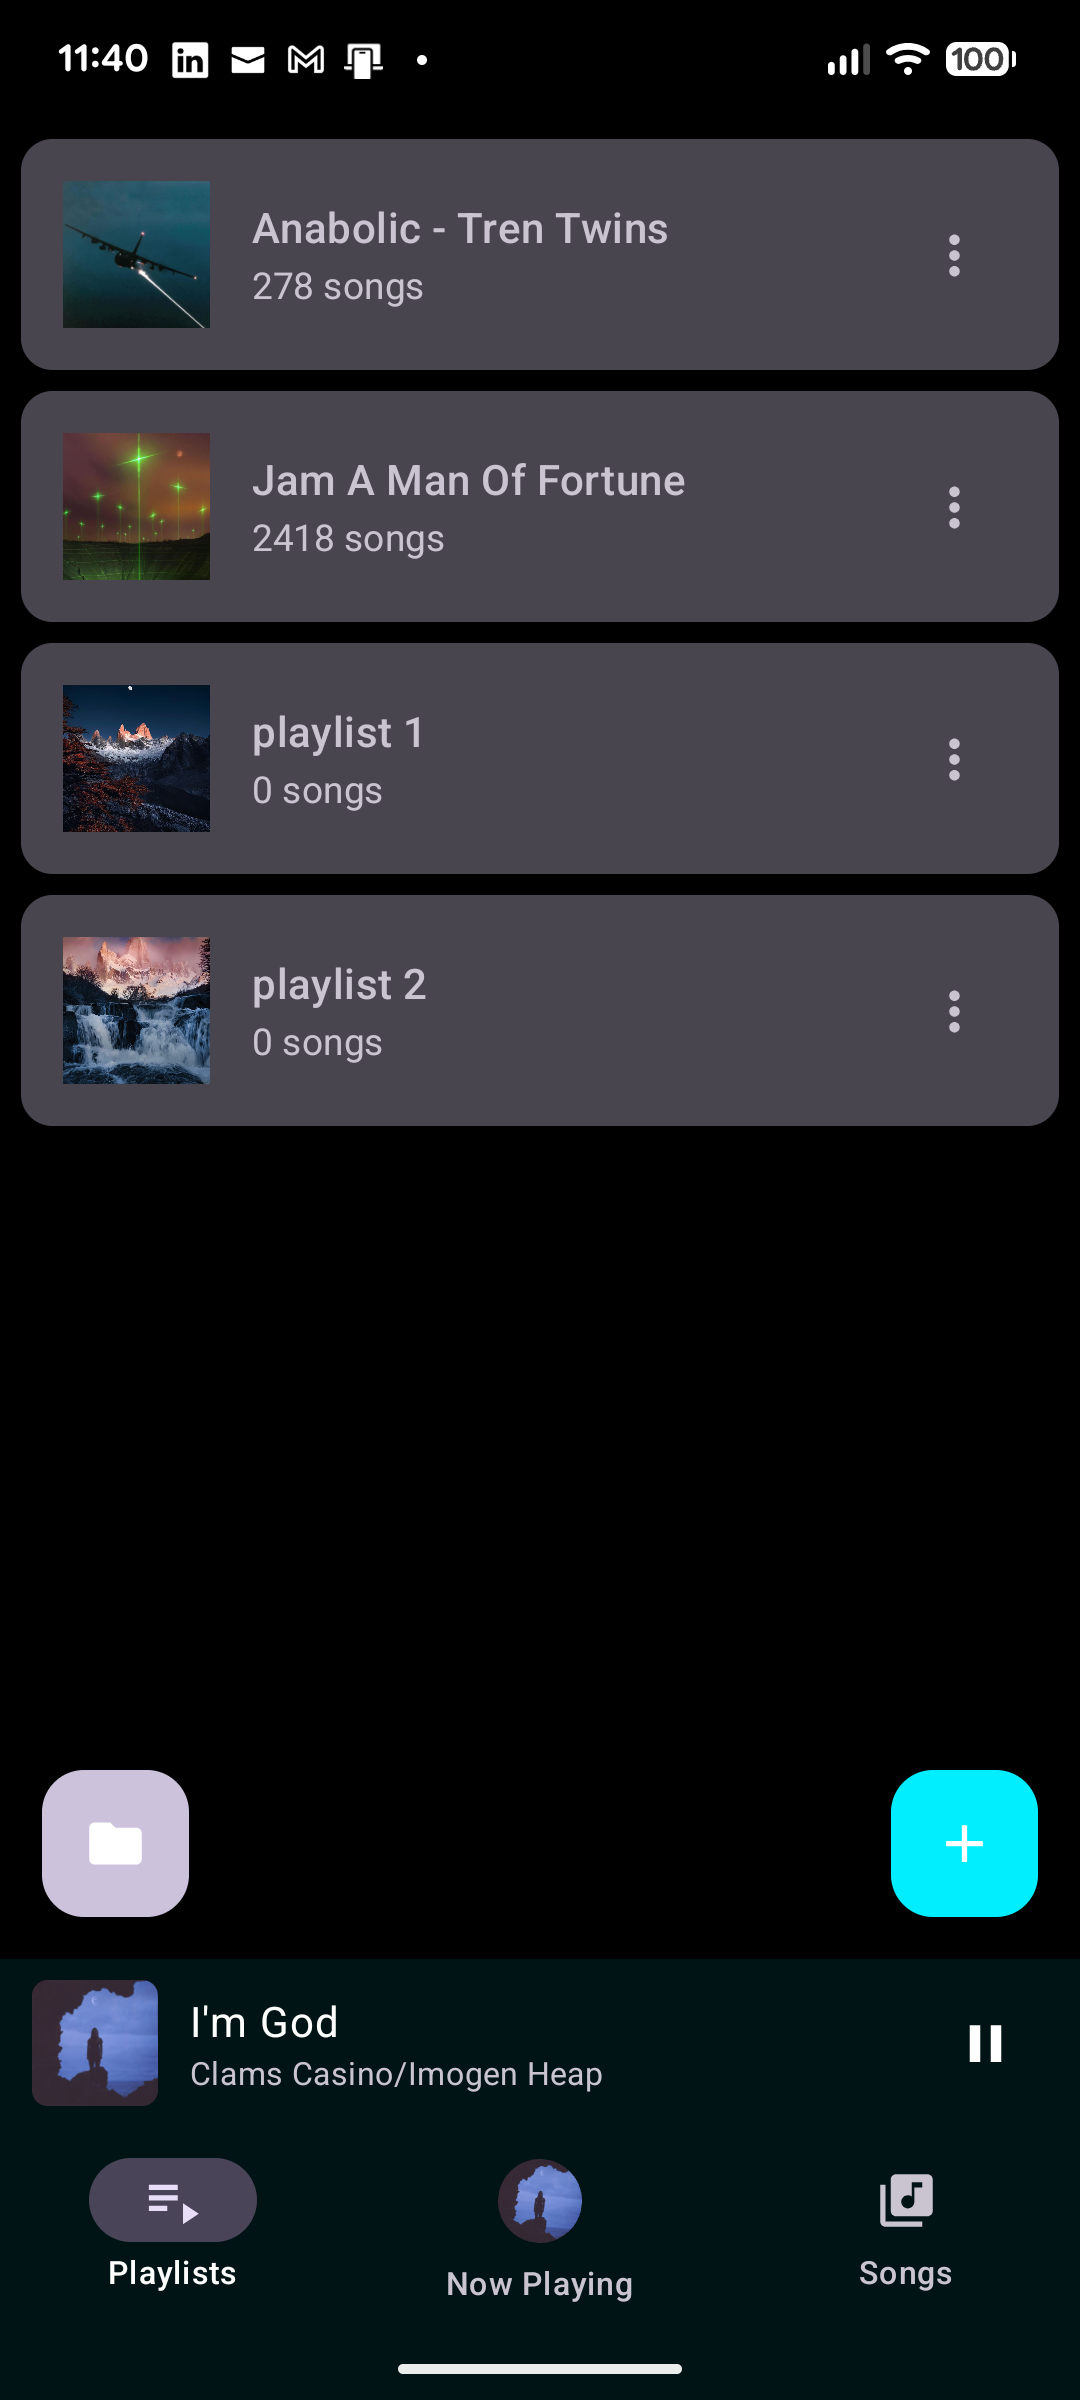 11:40
100
Anabolic - Tren Twins
278 songs
Jam A Man Of Fortune
2418 songs
playlist 1
0 songs
playlist 2
0 songs
I'm God
Clams Casino/Imogen Heap
Playlists
Now Playing
Songs